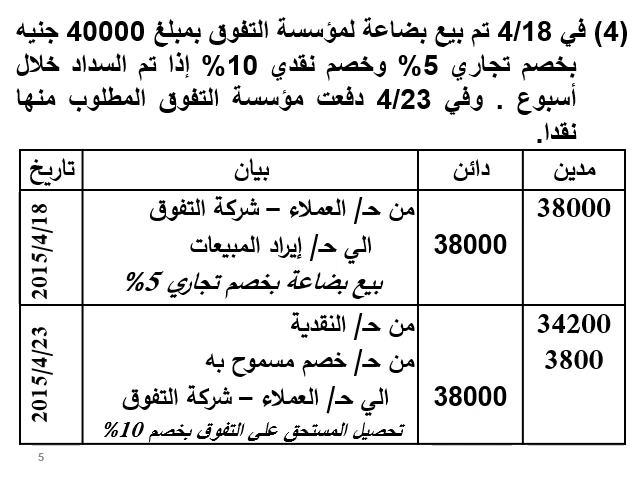 (4) في 4/18 تم بيع بضاعة لمؤسسة التفوق بمبلغ 40000 جنيه
بخصم تجاري 5% وخصم نقدي 10% إذا تم السداد خلال
أسبوع . وفي 4/23 دفعت مؤسسة التفوق المطلوب منها
نقدا.
مدين دائن بيان تاريخ
38000 من حـ/ العملاء – شركة التفوق 2015/4/18
38000 الي حـ/ إيراد المبيعات
بيع بضاعة بخصم تجاري 5%
34200 من حـ/ النقدية 2015/4/23
3800 من حـ/ خصم مسموح به
38000 الي حـ/ العملاء – شركة التفوق
تحصيل المستحق على التفوق بخصم 10%
5